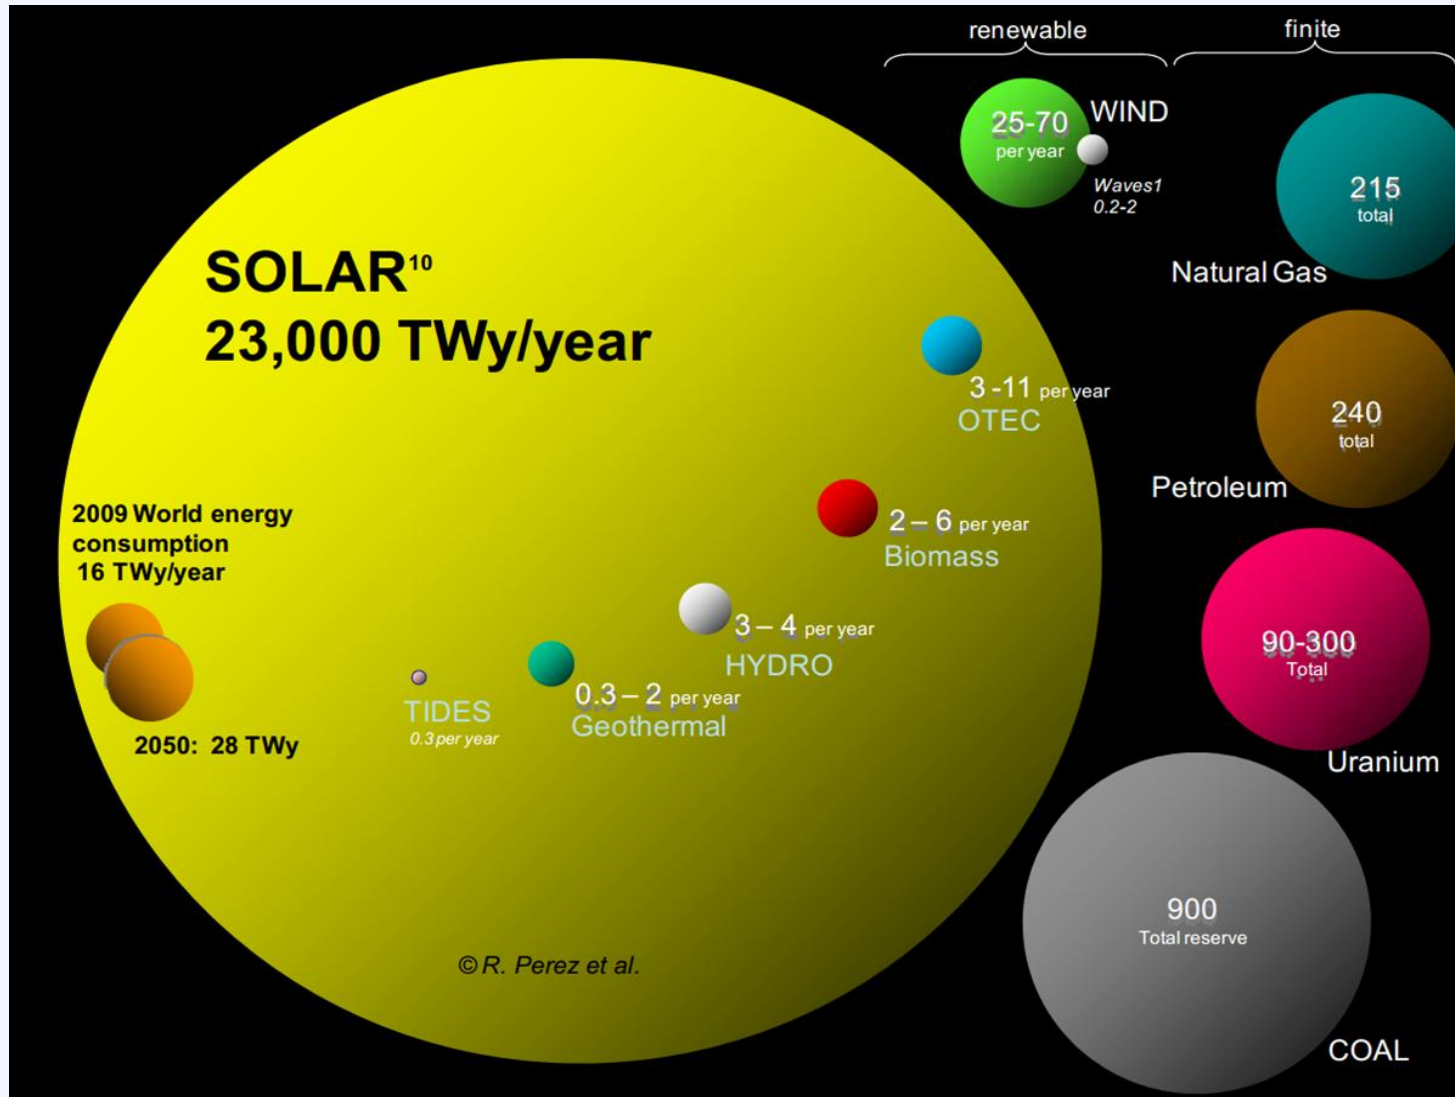 renewable
finite
25-70
per year
WIND
Waves1
0.2-2
215
total
Natural Gas
SOLAR¹⁰
23,000 TWy/year
3 -11 per year
OTEC
240
total
Petroleum
2009 World energy
consumption
16 TWy/year
2 – 6 per year
Biomass
3 – 4 per year
HYDRO
90-300
Total
Uranium
0.3 – 2 per year
Geothermal
TIDES
0.3 per year
2050: 28 TWy
900
Total reserve
COAL
© R. Perez et al.